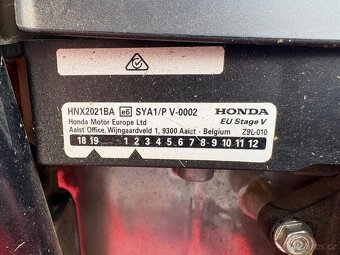 HNX2021BA e6 SYA1/P V-0002 HONDA
Honda Motor Europe Ltd EU Stage V
Aalst Office, Wijngaardveld 1, 9300 Aalst - Belgium Z9L-010
18 19 1 2 3 4 5 6 7 8 9 10 11 12